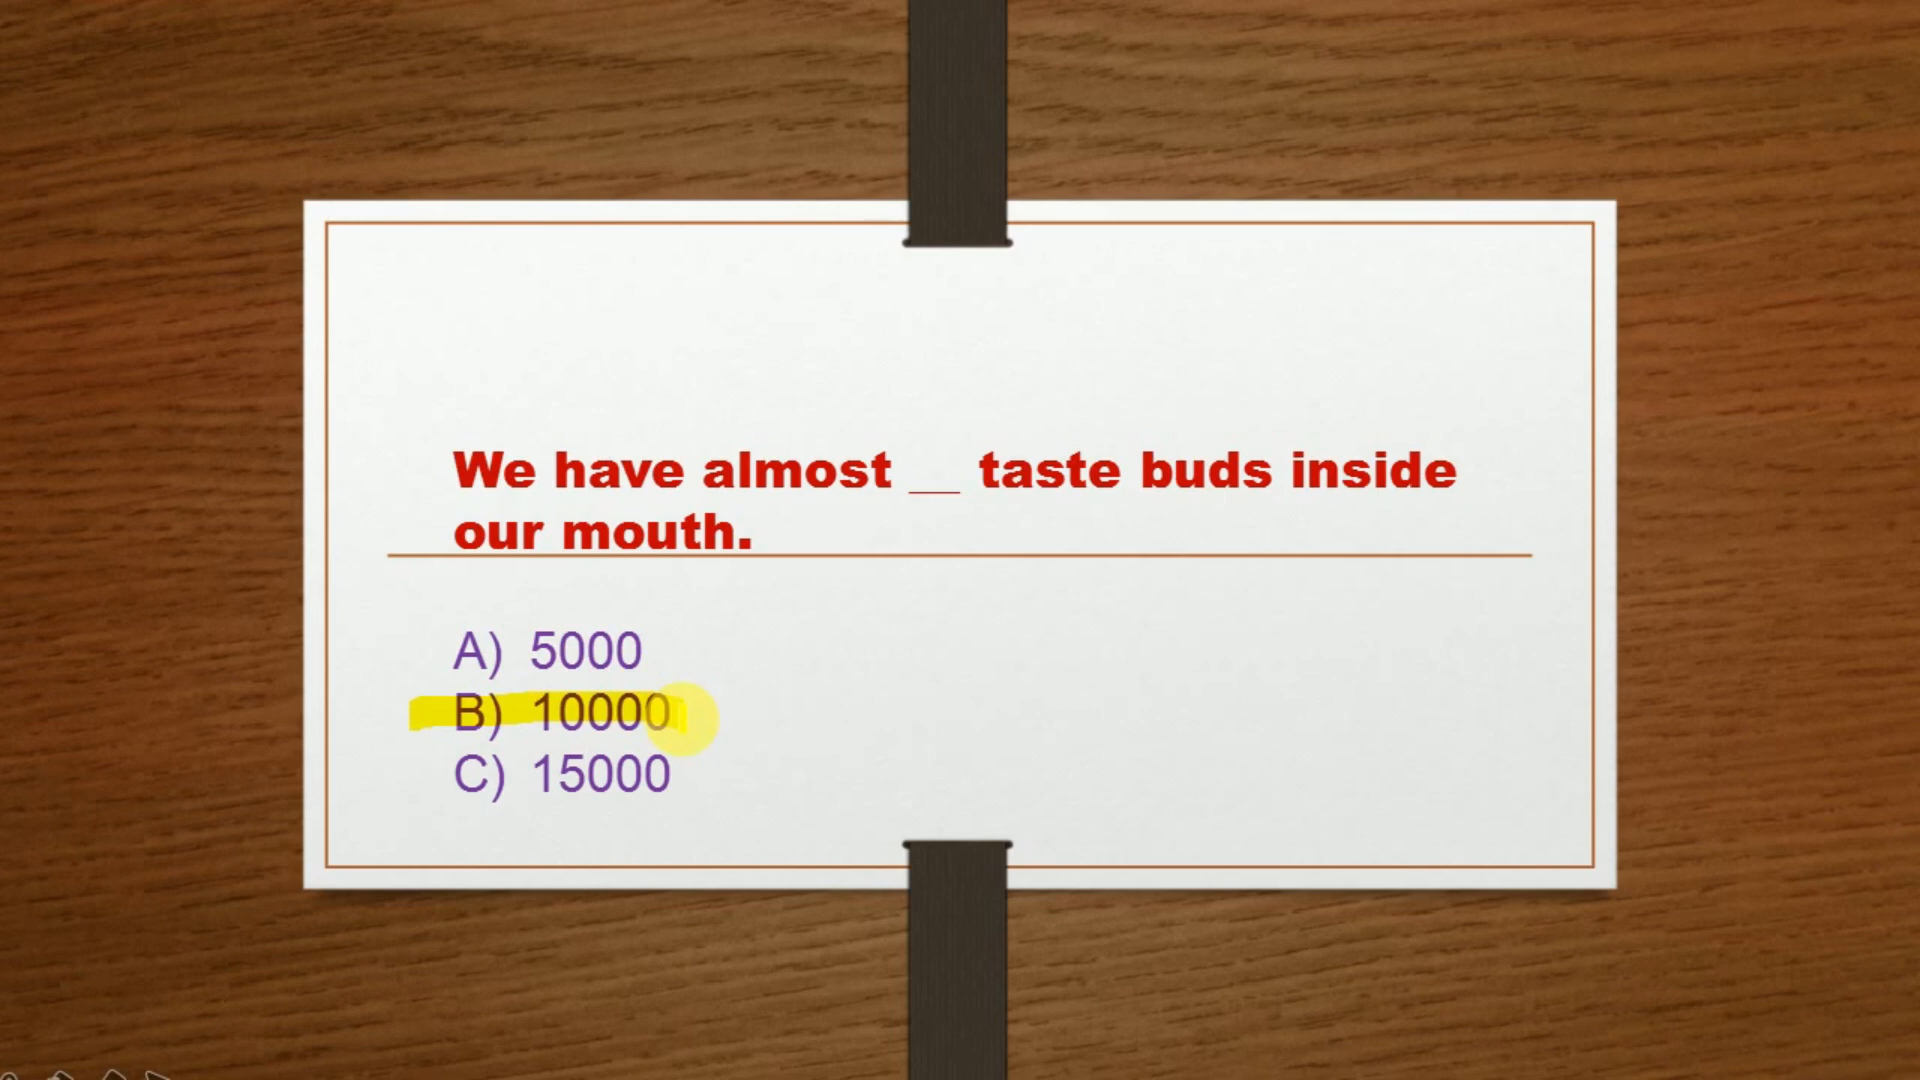 We have almost __ taste buds inside
our mouth.
A) 5000
B) 10000
C) 15000